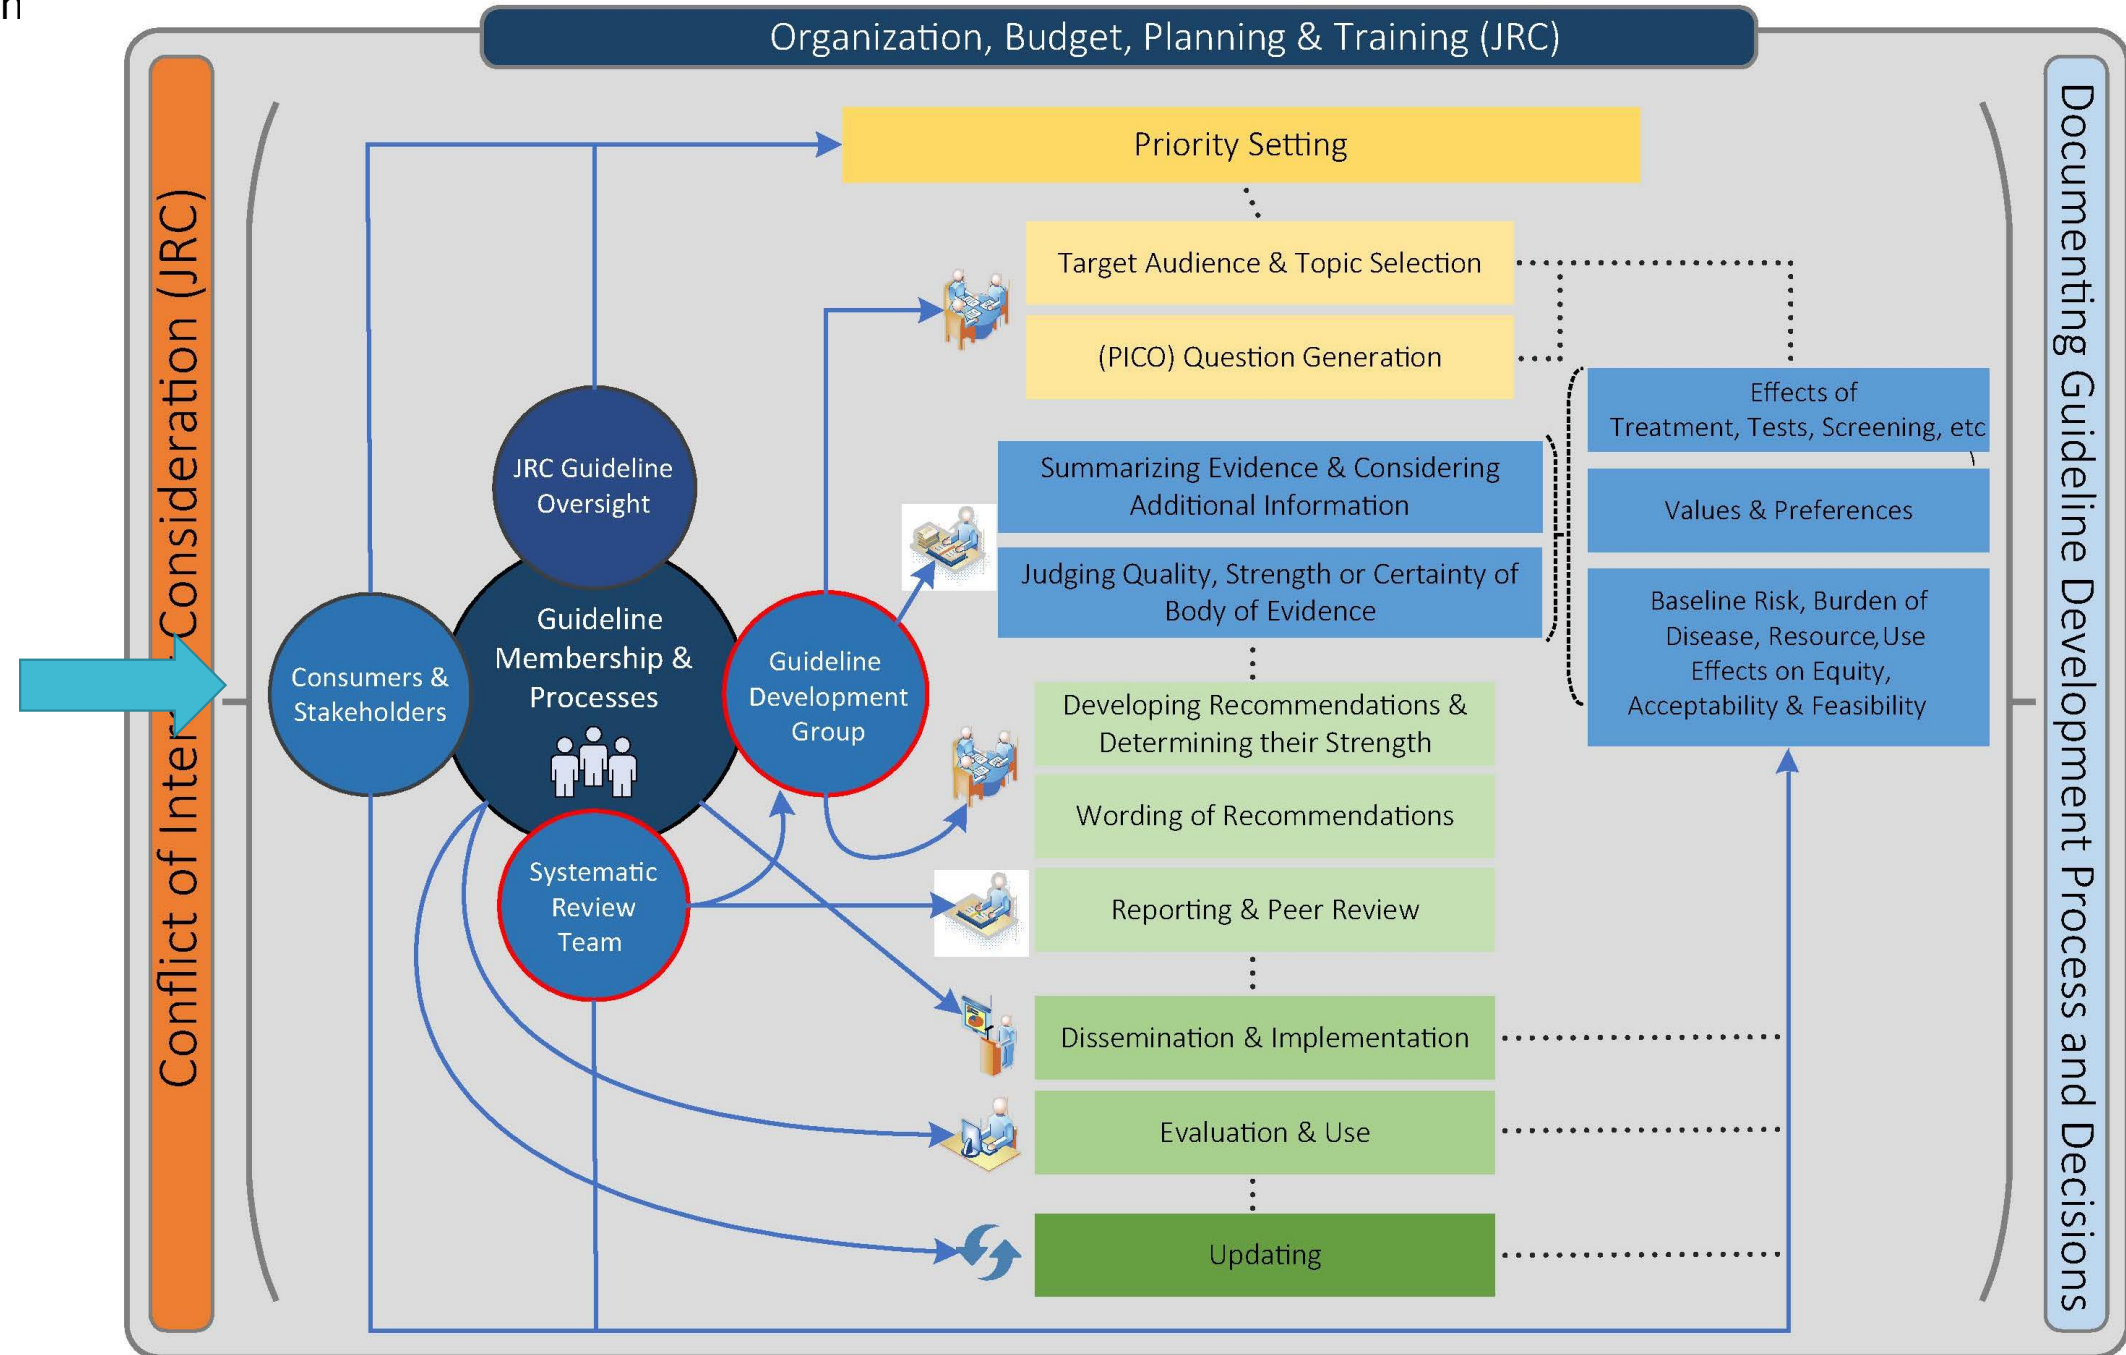 n
Organization, Budget, Planning & Training (JRC)
Conflict of Inter
Consideration (JRC)
Documenting Guideline Development Process and Decisions
Priority Setting
Target Audience & Topic Selection
(PICO) Question Generation
Effects of
Treatment, Tests, Screening, etc
Summarizing Evidence & Considering
Additional Information
Values & Preferences
Judging Quality, Strength or Certainty of
Body of Evidence
Baseline Risk, Burden of
Disease, Resource, Use
Effects on Equity,
Acceptability & Feasibility
JRC Guideline
Oversight
Guideline
Membership &
Processes
Consumers &
Stakeholders
Guideline
Development
Group
Systematic
Review
Team
Developing Recommendations &
Determining their Strength
Wording of Recommendations
Reporting & Peer Review
Dissemination & Implementation
Evaluation & Use
Updating